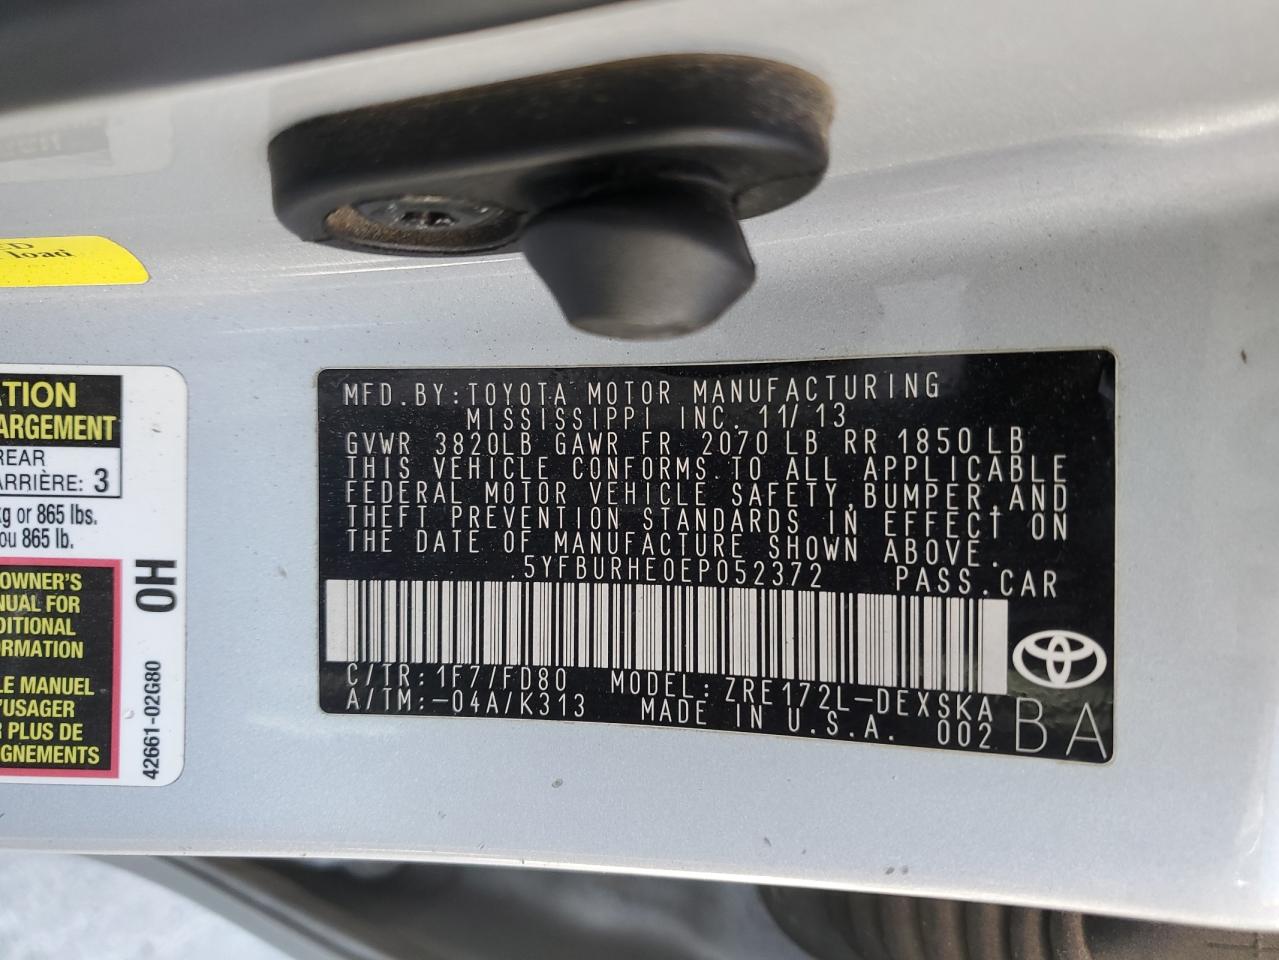 ED
load
ATION
ARGEMENT
REAR
ARRIÈRE: 3
kg or 865 lbs.
ou 865 lb.
OWNER'S
NUAL FOR
DITIONAL
ORMATION
LE MANUEL
'USAGER
R PLUS DE
GNEMENTS
0H
42661-02G80
MFD.BY:TOYOTA MOTOR MANUFACTURING
MISSISSIPPI INC. 11/13
GVWR 3820LB GAWR FR 2070 LB RR 1850 LB
THIS VEHICLE CONFORMS TO ALL APPLICABLE
FEDERAL MOTOR VEHICLE SAFETY,BUMPER,AND
THEFT PREVENTION STANDARDS IN EFFECT ON
THE DATE OF MANUFACTURE SHOWN ABOVE.
5YFBURHE0EP052372 PASS.CAR
C/TR:1F7/FD80 MODEL:ZRE172L-DEXSKA
A/TM:-04A/K313 MADE IN U.S.A. 002
BA